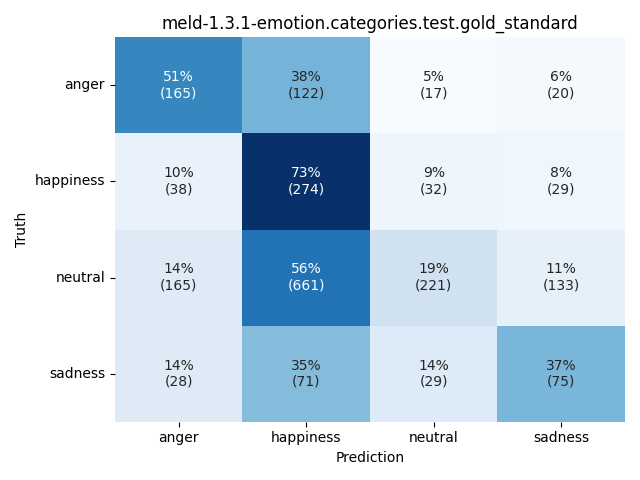 meld-1.3.1-emotion.categories.test.gold_standard
Truth
anger
51% 38% 5% 6%
(165) (122) (17) (20)
happiness
10% 73% 9% 8%
(38) (274) (32) (29)
neutral
14% 56% 19% 11%
(165) (661) (221) (133)
sadness
14% 35% 14% 37%
(28) (71) (29) (75)
anger happiness neutral sadness
Prediction